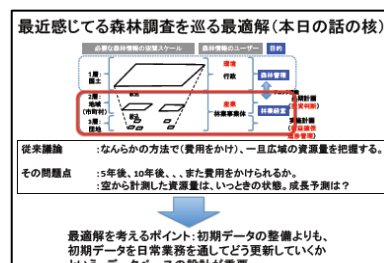 最近感じてる森林調査を巡る最適解（本日の話の核）
必要な森林情報の空間スケール
森林情報のユーザー
目的
1層：
国土
環境
行政
森林管理
2層：
地域
（市町村）
3層：
団地
産業
林業事業体
林業経営
従来議論　：なんらかの方法で（費用をかけ）、一旦広域の資源量を把握する。
その問題点　：5年後、10年後、、、また費用をかけられるか。
：空から計測した資源量は、いっときの状態。成長予測は？
最適解を考えるポイント：初期データの整備よりも、
初期データを日常業務を通してどう更新していくか